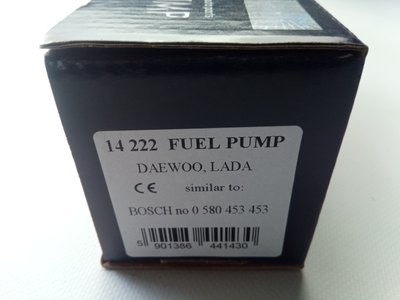 14 222 FUEL PUMP
DAEWOO, LADA
CE similar to:
BOSCH no 0 580 453 453
5 901386 441430